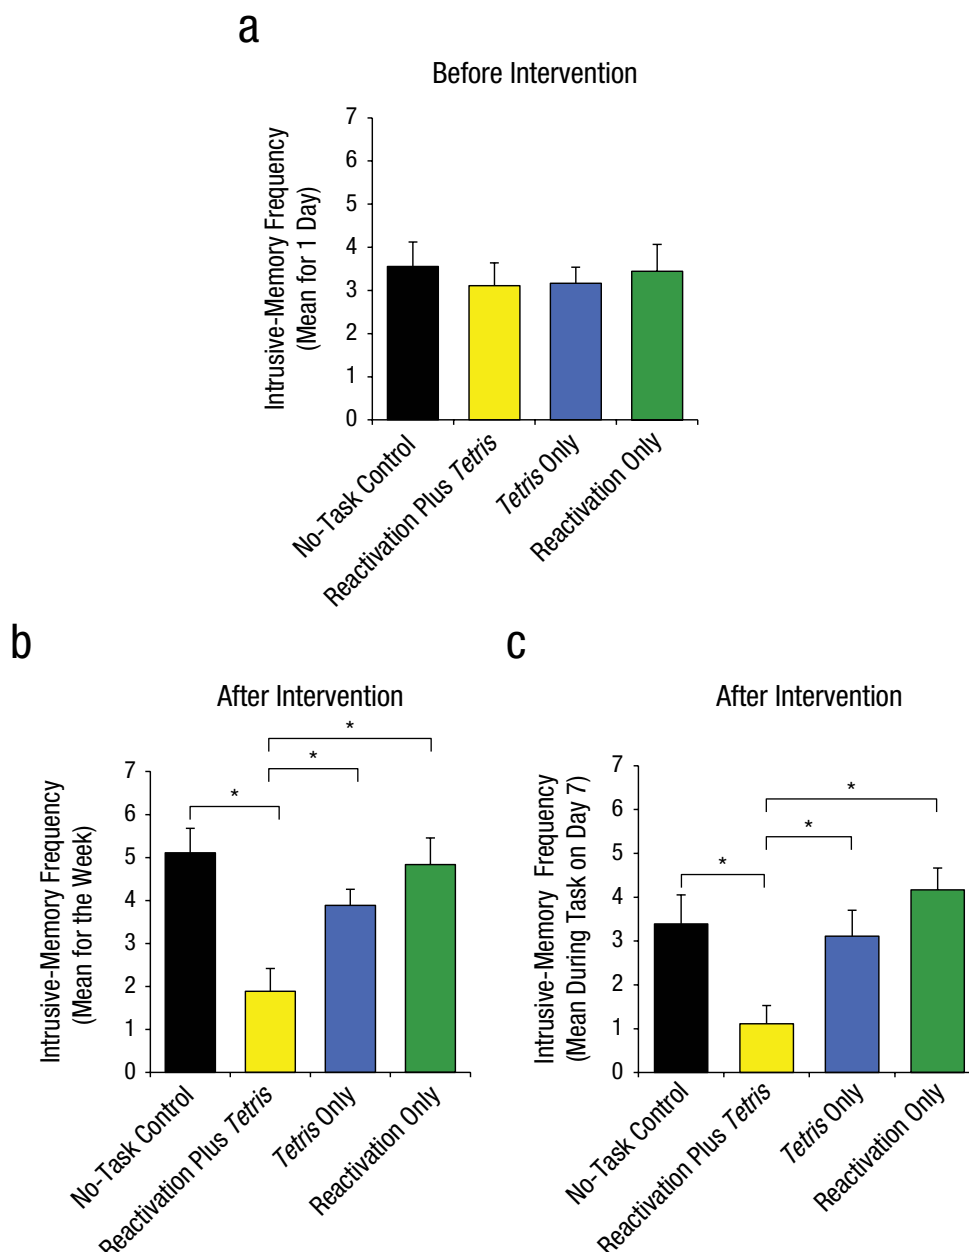 a
Before Intervention
Intrusive-Memory Frequency
(Mean for 1 Day)
7
6
5
4
3
2
1
0
No-Task Control
Reactivation Plus Tetris
Tetris Only
Reactivation Only
b
After Intervention
Intrusive-Memory Frequency
(Mean for the Week)
7
6
5
4
3
2
1
0
*
*
*
No-Task Control
Reactivation Plus Tetris
Tetris Only
Reactivation Only
c
After Intervention
Intrusive-Memory Frequency
(Mean During Task on Day 7)
7
6
5
4
3
2
1
0
*
*
*
No-Task Control
Reactivation Plus Tetris
Tetris Only
Reactivation Only